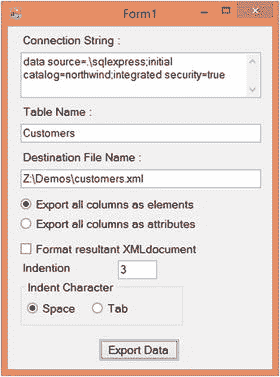 Form1
Connection String :
data source=.\sqlexpress;initial
catalog=northwind;integrated security=true
Table Name :
Customers
Destination File Name :
Z:\Demos\customers.xml
Export all columns as elements
Export all columns as attributes
Format resultant XMLdocument
Indention
3
Indent Character
Space
Tab
Export Data